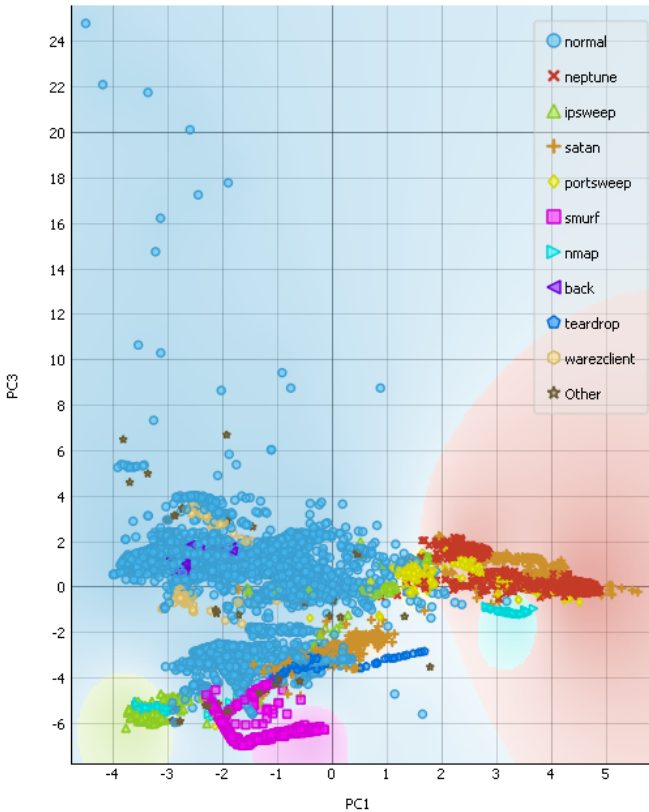 24
22
20
18
16
14
12
10
8
6
4
2
0
-2
-4
-6
PC3
normal
neptune
ipsweep
satan
portsweep
smurf
nmap
back
teardrop
warezclient
Other
-4 -3 -2 -1 0 1 2 3 4 5
PC1